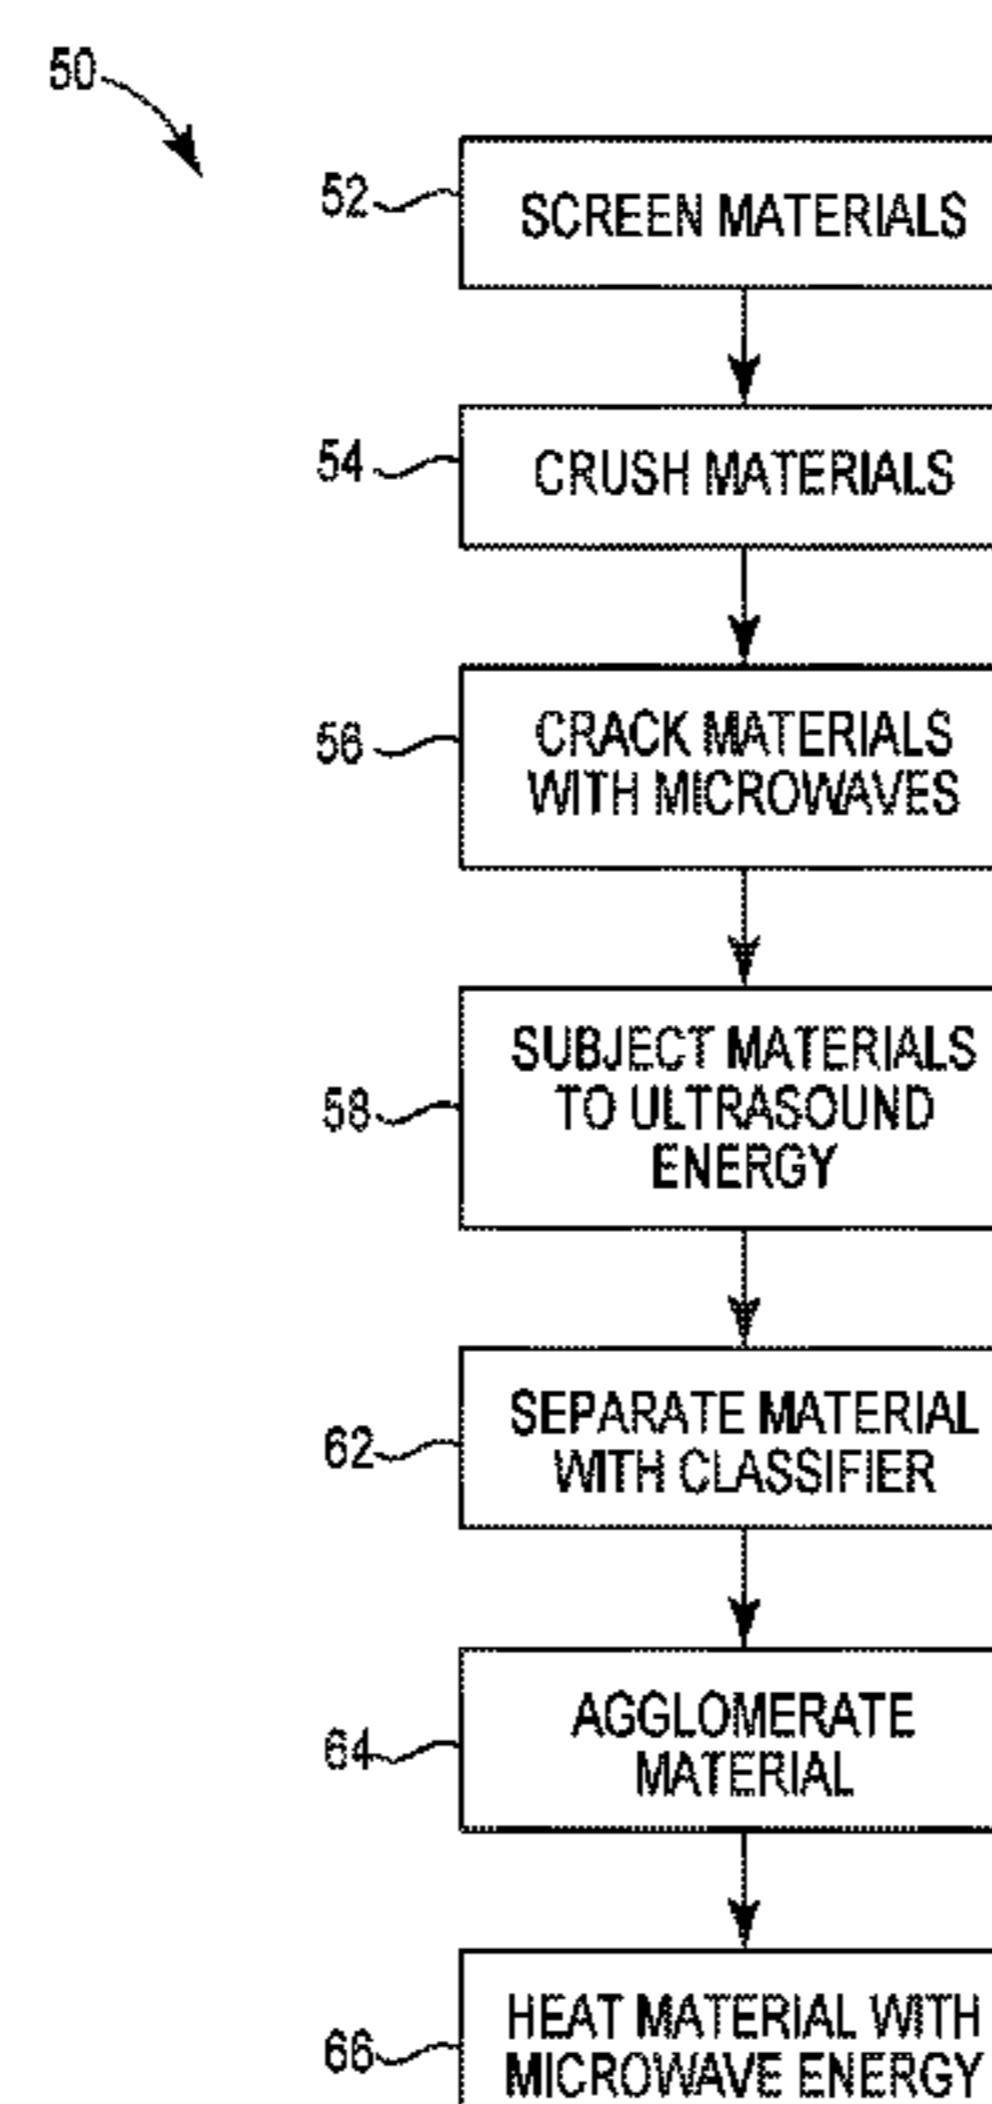 50
52
SCREEN MATERIALS
54
CRUSH MATERIALS
56
CRACK MATERIALS
WITH MICROWAVES
58
SUBJECT MATERIALS
TO ULTRASOUND
ENERGY
62
SEPARATE MATERIAL
WITH CLASSIFIER
64
AGGLOMERATE
MATERIAL
66
HEAT MATERIAL WITH
MICROWAVE ENERGY